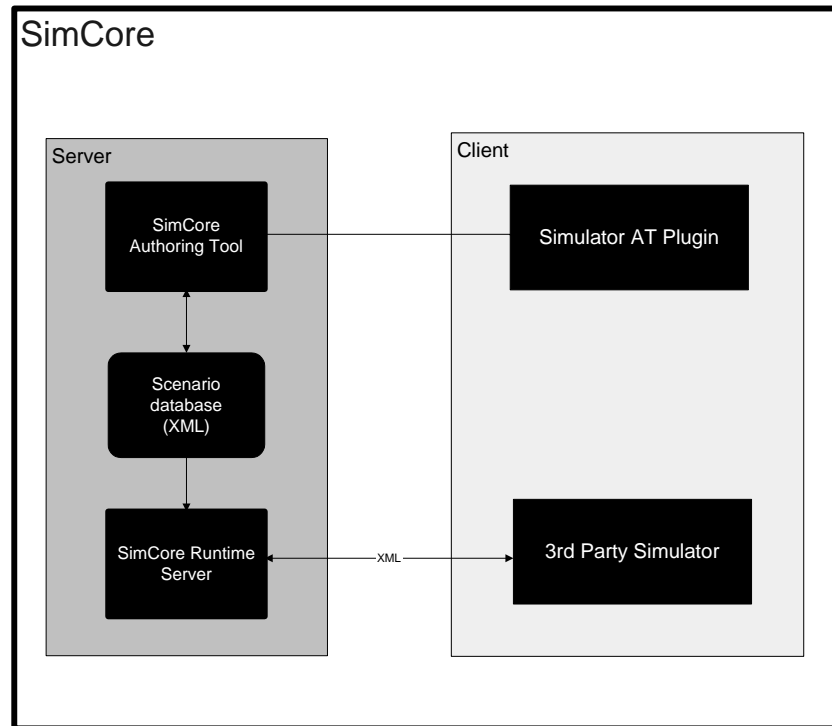 SimCore
Server
SimCore
Authoring Tool
Scenario
database
(XML)
SimCore Runtime
Server
XML
Client
Simulator AT Plugin
3rd Party Simulator